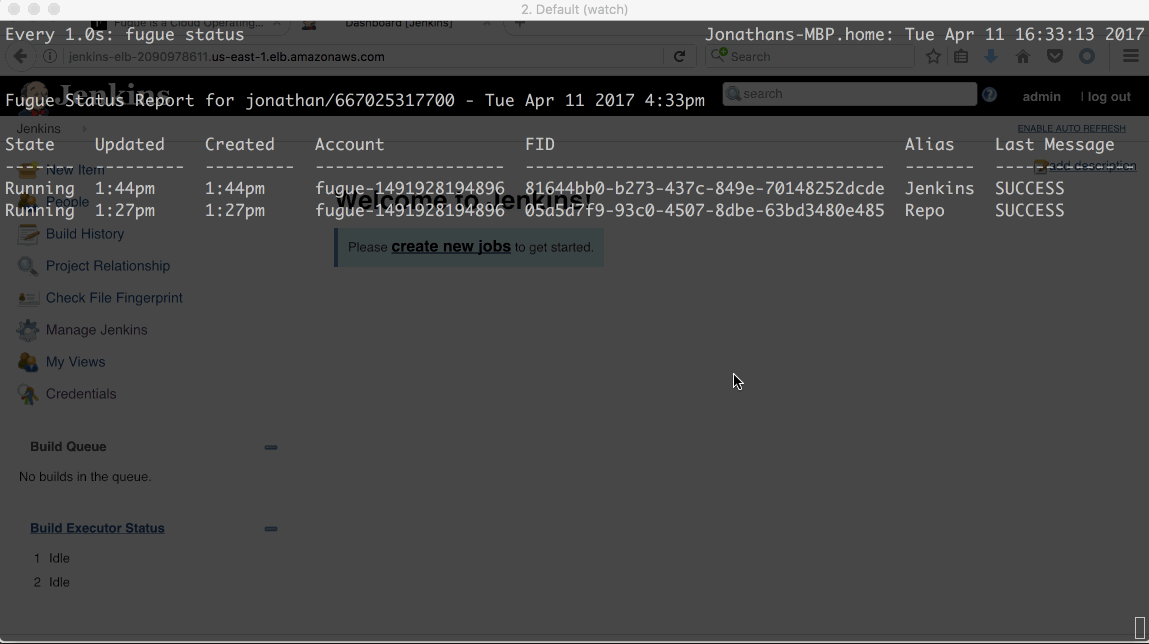 2. Default (watch)
Fugue is a Cloud Operating... Dashboard [Jenkins]
Every 1.0s: fugue status Jonathans-MBP.home: Tue Apr 11 16:33:13 2017
jenkins-elb-2090978611.us-east-1.elb.amazonaws.com Search
Jenkins search admin | log out
Fugue Status Report for jonathan/667025317700 - Tue Apr 11 2017 4:33pm
Jenkins ENABLE AUTO REFRESH
State Updated Created Account FID Alias Last Message
New Item add description
Running 1:44pm 1:44pm fugue-1491928194896 81644bb0-b273-437c-849e-70148252dcde Jenkins SUCCESS
People Welcome to Jenkins!
Running 1:27pm 1:27pm fugue-1491928194896 05d5d7f9-93c0-4507-8dbe-63bd3480e485 Repo SUCCESS
Build History
Please create new jobs to get started.
Project Relationship
Check File Fingerprint
Manage Jenkins
My Views
Credentials
Build Queue
No builds in the queue.
Build Executor Status
1 Idle
2 Idle